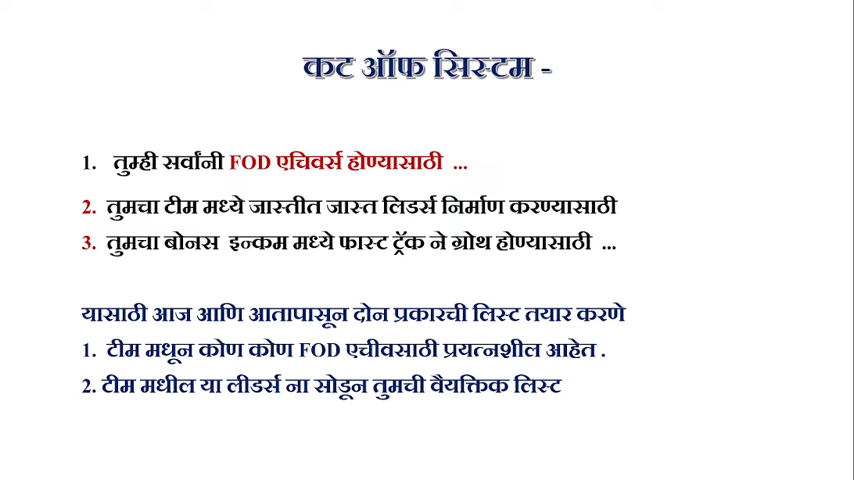 कट ऑफ सिस्टम -
1. तुम्ही सर्वांनी FOD एचिवर्स होण्यासाठी ...
2. तुमचा टीम मध्ये जास्तीत जास्त लिडर्स निर्माण करण्यासाठी
3. तुमचा बोनस इन्कम मध्ये फास्ट ट्रॅक ने ग्रोथ होण्यासाठी ...
यासाठी आज आणि आतापासून दोन प्रकारची लिस्ट तयार करणे
1. टीम मधून कोण कोण FOD एचीवसाठी प्रयत्नशील आहेत .
2. टीम मधील या लीडर्स ना सोडून तुमची वैयक्तिक लिस्ट